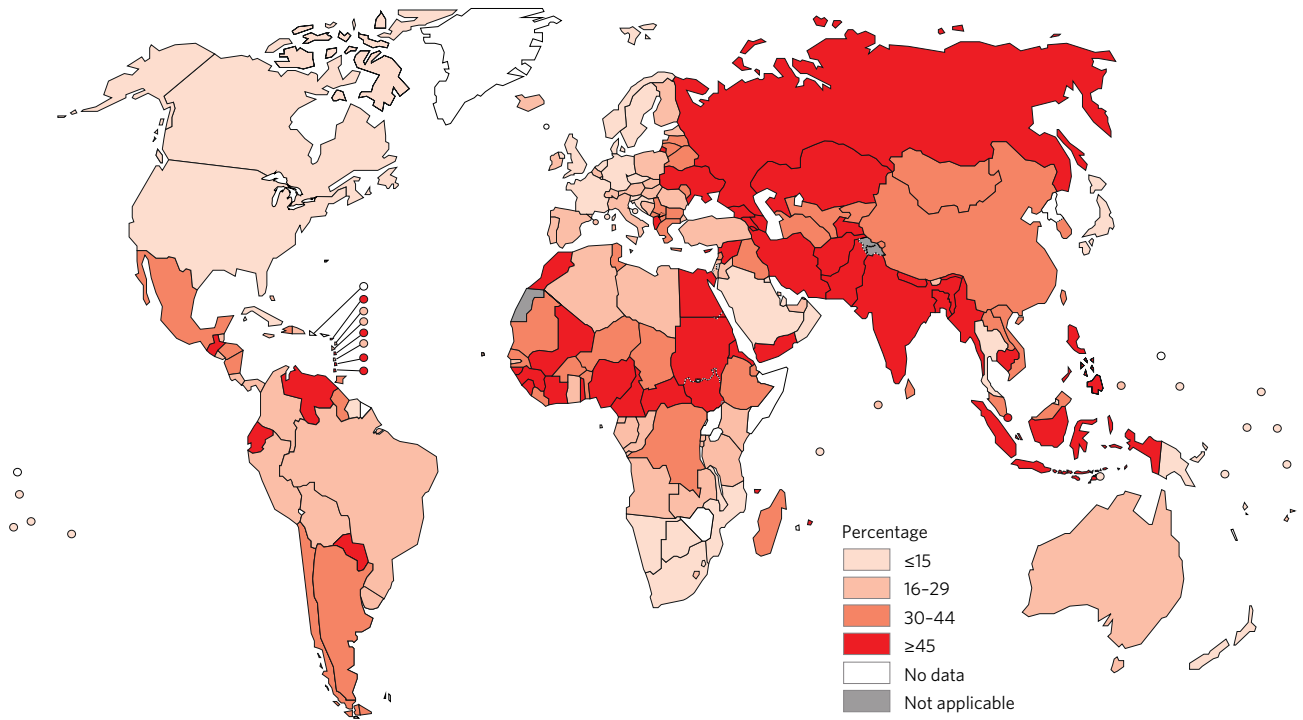 Percentage
≤15
16–29
30–44
≥45
No data
Not applicable